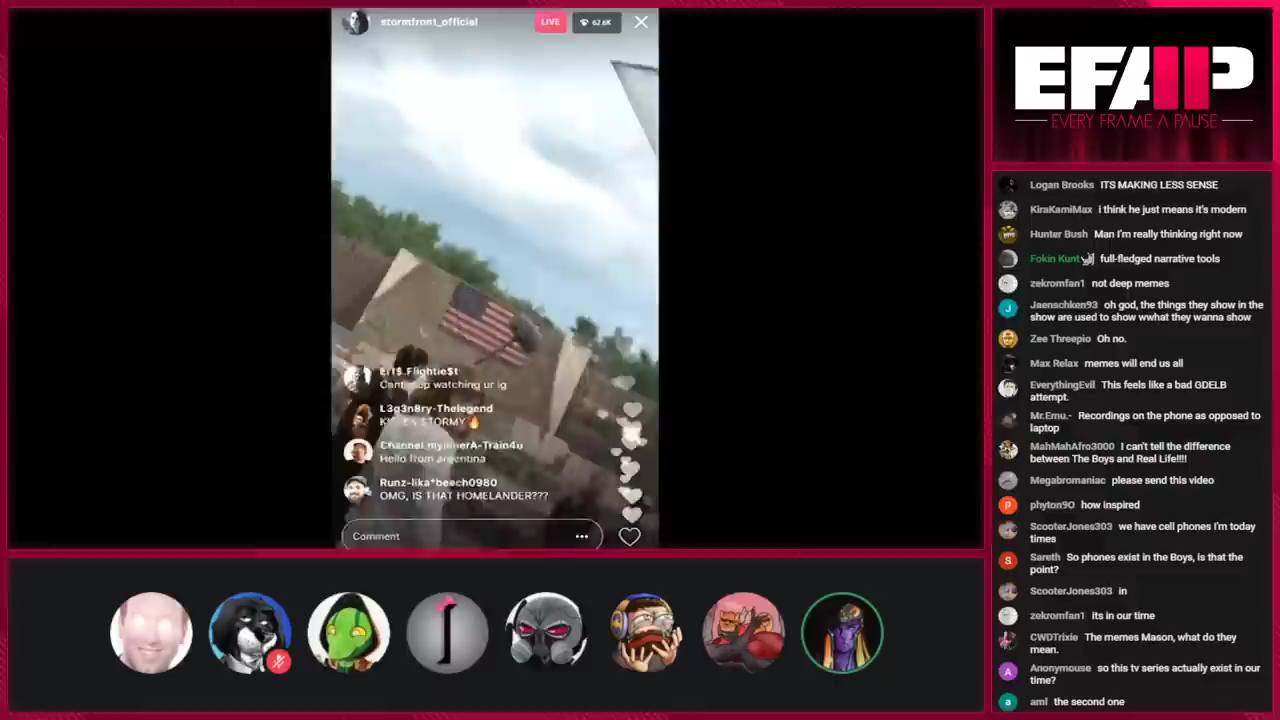 stormfront_official
LIVE
62.6K
Can't stop watching ur ig
L3g3n8ry-Thelegend
STORMY
Hello from argentina
Runz-lika*beech0980
OMG, IS THAT HOMELANDER???
Comment
EFAP
EVERY FRAME A PAUSE
Logan Brooks ITS MAKING LESS SENSE
KiraKamiMax i think he just means it's modern
Hunter Bush Man I'm really thinking right now
Fokin Kunt full-fledged narrative tools
zekromfan1 not deep memes
Jaenschken93 oh god, the things they show in the
show are used to show wwhat they wanna show
Zee Threepio Oh no.
Max Relax memes will end us all
EverythingEvil This feels like a bad GDELB
attempt.
Mr.Emu.- Recordings on the phone as opposed to
laptop
MahMahAfro3000 I can't tell the difference
between The Boys and Real Life!!!!
Megabromaniac please send this video
phyton90 how inspired
ScooterJones303 we have cell phones I'm today
times
Sareth So phones exist in the Boys, is that the
point?
ScooterJones303 in
zekromfan1 its in our time
CWDTrixie The memes Mason, what do they
mean.
Anonymouse so this tv series actually exist in our
time?
aml the second one